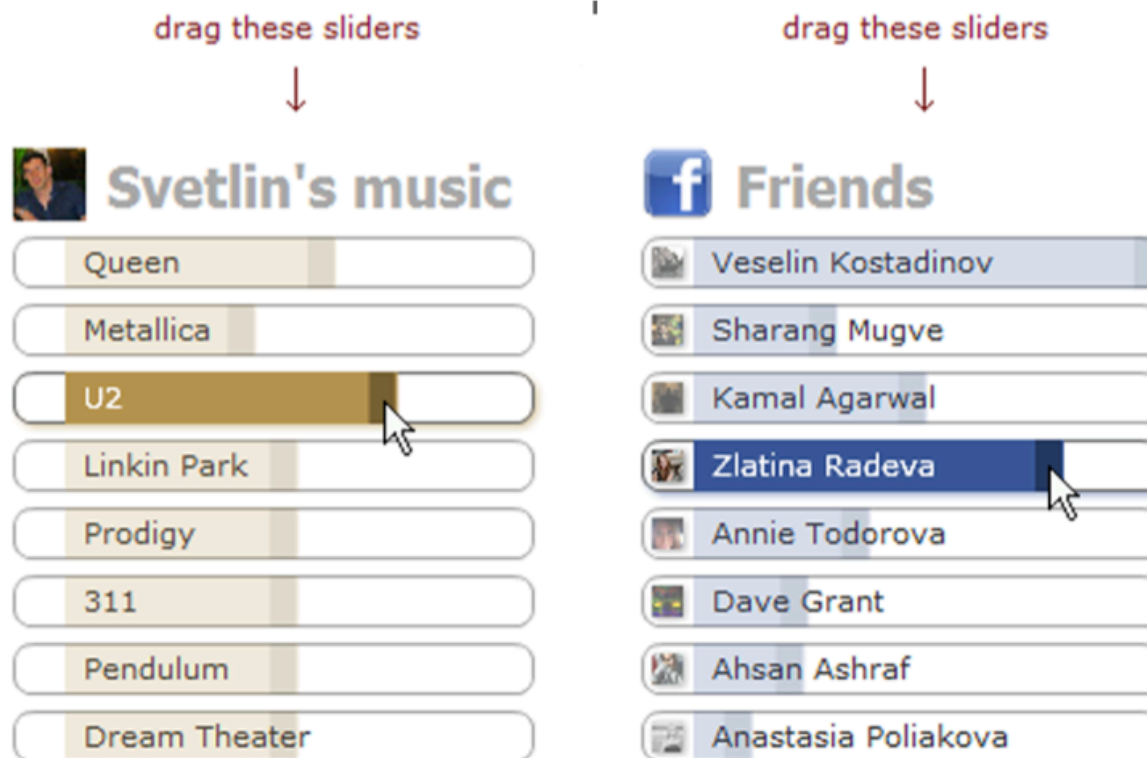 drag these sliders
↓
Svetlin's music
Queen
Metallica
U2
Linkin Park
Prodigy
311
Pendulum
Dream Theater
drag these sliders
↓
f Friends
Veselin Kostadinov
Sharang Mugve
Kamal Agarwal
Zlatina Radeva
Annie Todorova
Dave Grant
Ahsan Ashraf
Anastasia Poliakova